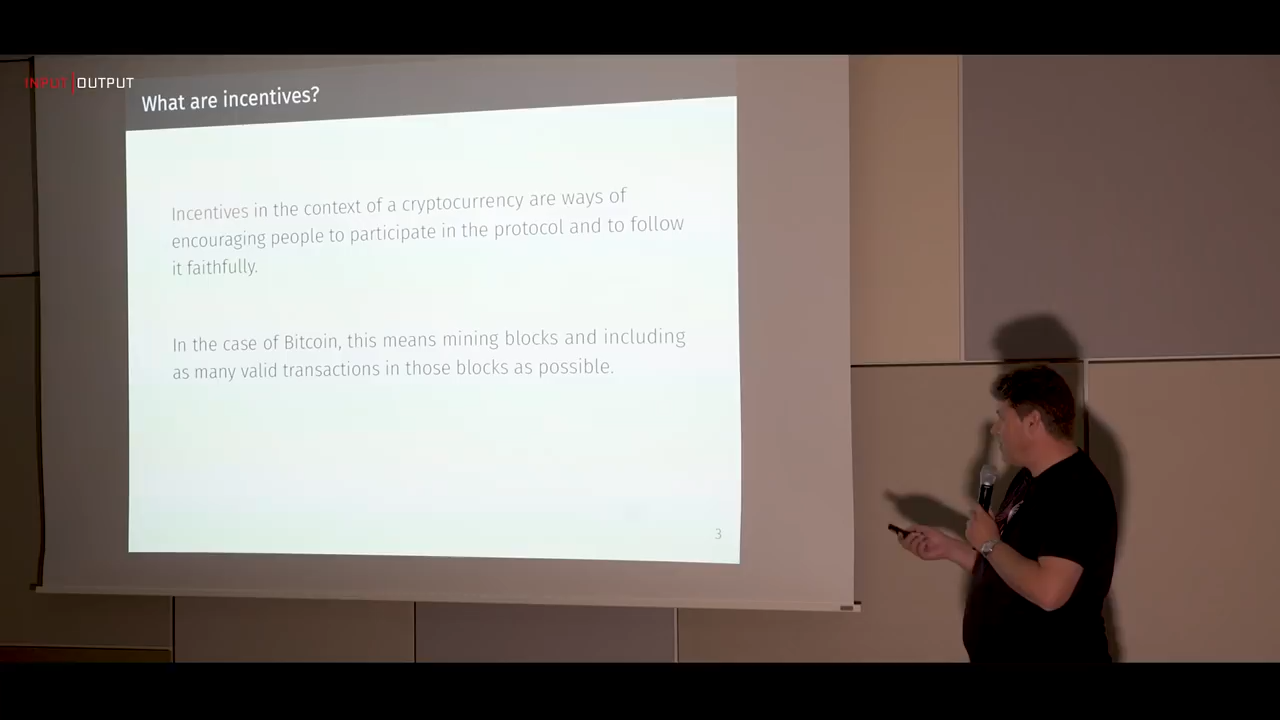 INPUT|OUTPUT
What are incentives?
Incentives in the context of a cryptocurrency are ways of
encouraging people to participate in the protocol and to follow
it faithfully.
In the case of Bitcoin, this means mining blocks and including
as many valid transactions in those blocks as possible.
3